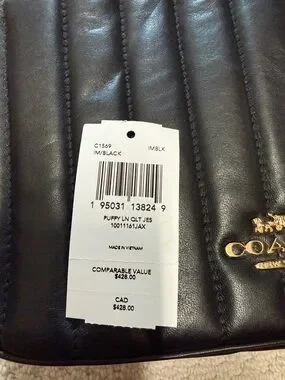 C1569 IMBLK
IM/BLACK
1 95031 13824 9
PUFFY LN QLT JES
10011161JAX
MADE IN VIETNAM
COMPARABLE VALUE
$428.00
CAD
$428.00
COA